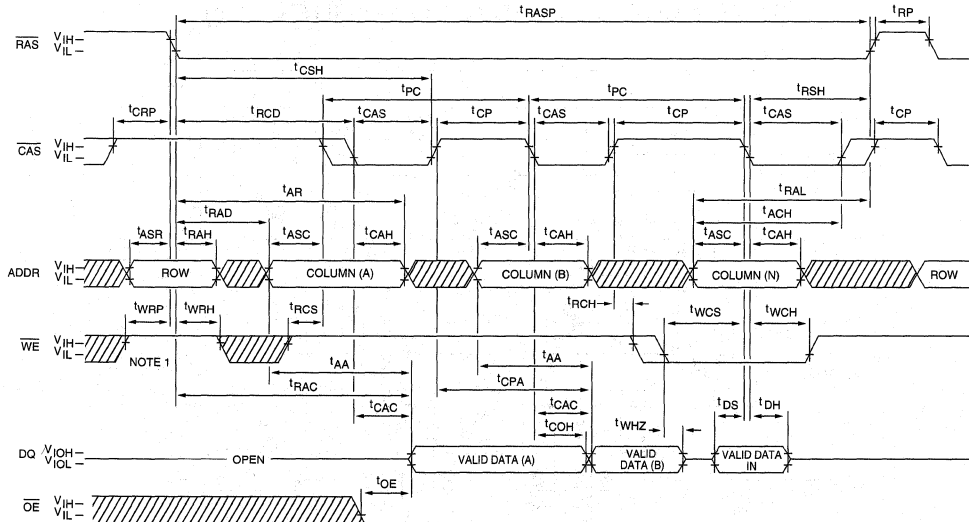 tRASP tRP
RAS VIH VIL
tCSH
tPC tPC tRSH
tCRP tRCD tCAS tCP tCAS tCP tCAS tCP
CAS VIH VIL
tAR tRAL
tRAD tACH
tASR tRAH tASC tCAH tASC tCAH tASC tCAH
ADDR VIH VIL ROW COLUMN (A) COLUMN (B) COLUMN (N) ROW
tRCH
tWRP tWRH tRCS tWCS tWCH
WE VIH VIL
NOTE 1
tAA tAA
tRAC tCPA
tCAC tCAC
tCOH tWHZ tDS tDH
DQ VIOH VIOL OPEN VALID DATA (A) VALID DATA (B) VALID DATA IN
tOE
OE VIH VIL